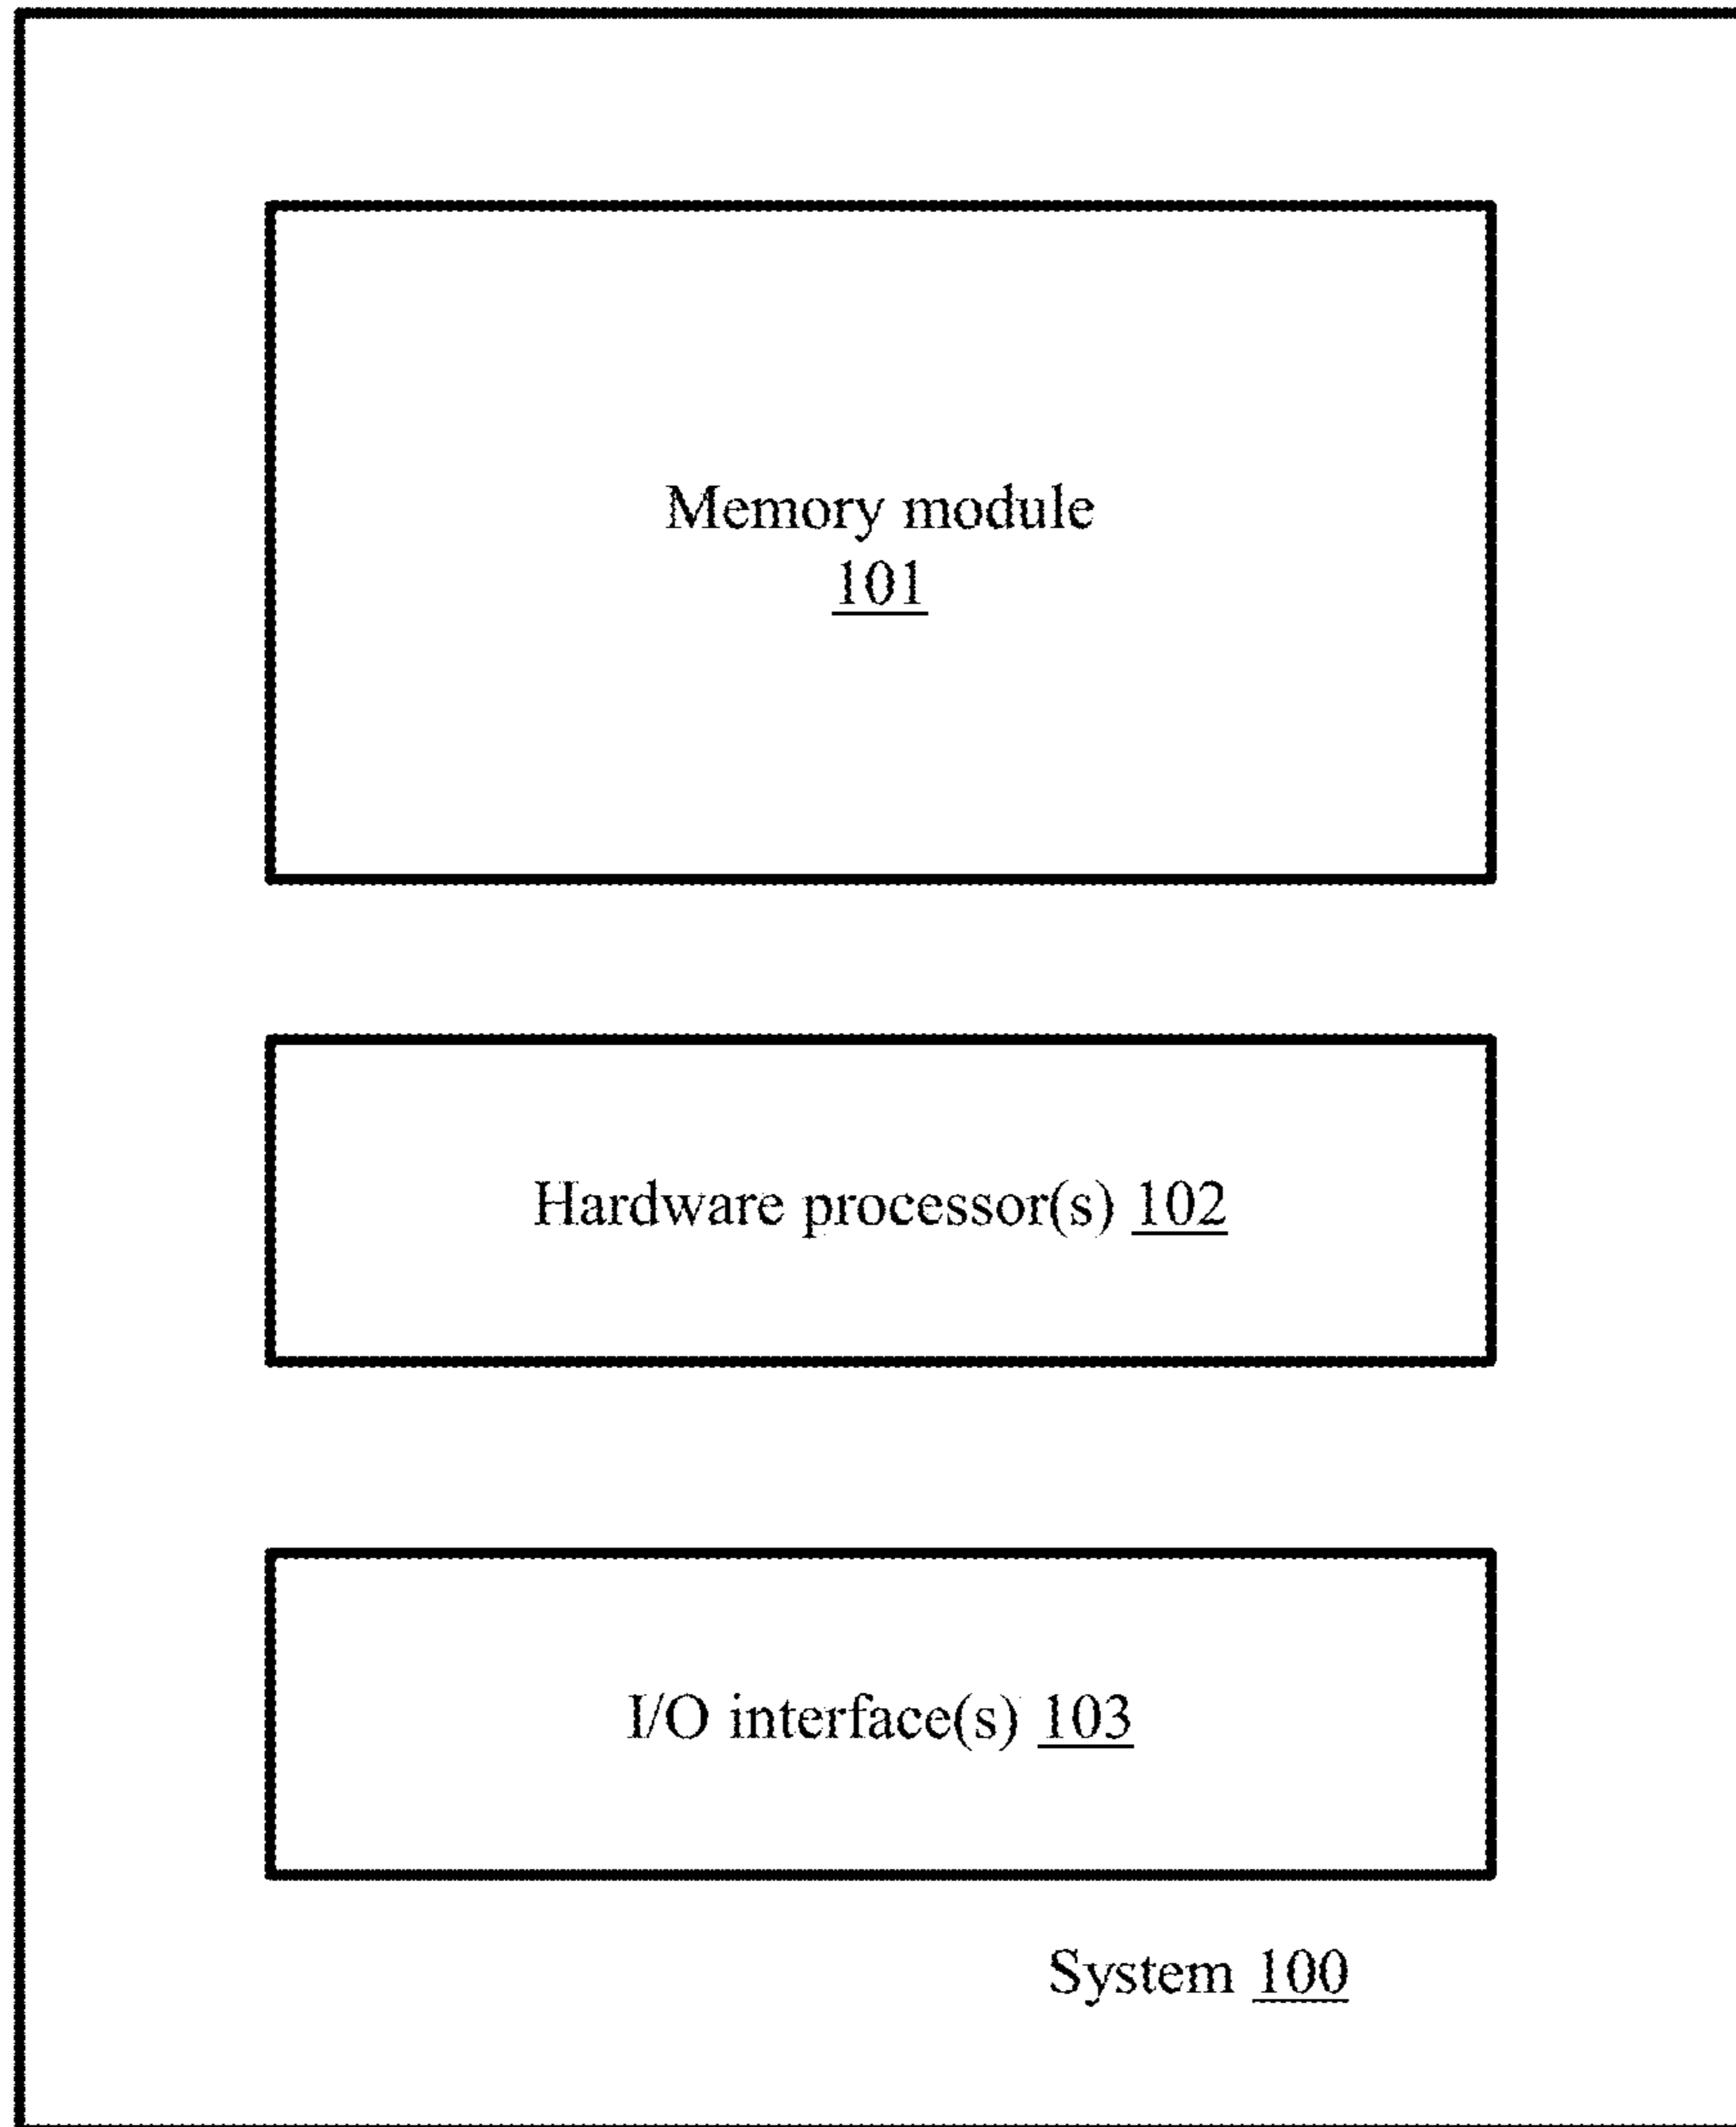 Memory module
101
Hardware processor(s) 102
I/O interface(s) 103
System 100